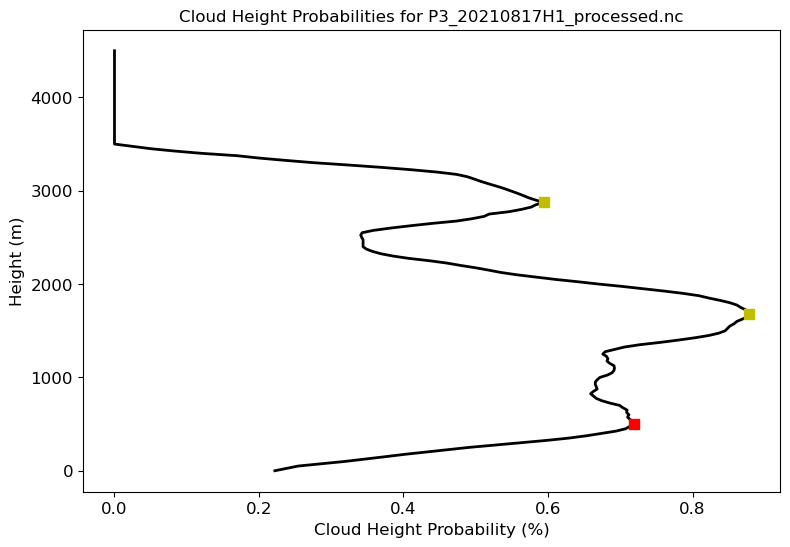 Cloud Height Probabilities for P3_20210817H1_processed.nc
Height (m)
4000
3000
2000
1000
0
0.0 0.2 0.4 0.6 0.8
Cloud Height Probability (%)